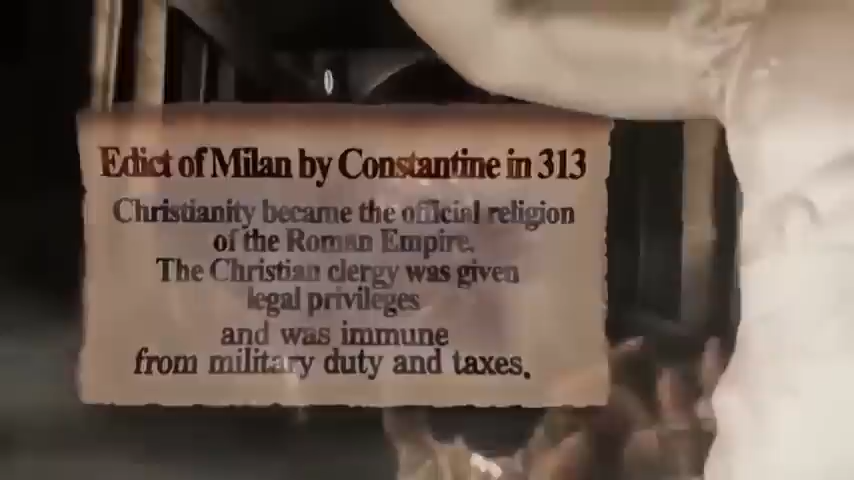 Edict of Milan by Constantine in 313
Christianity became the official religion
of the Roman Empire.
The Christian clergy was given
legal privileges
and was immune
from military duty and taxes.